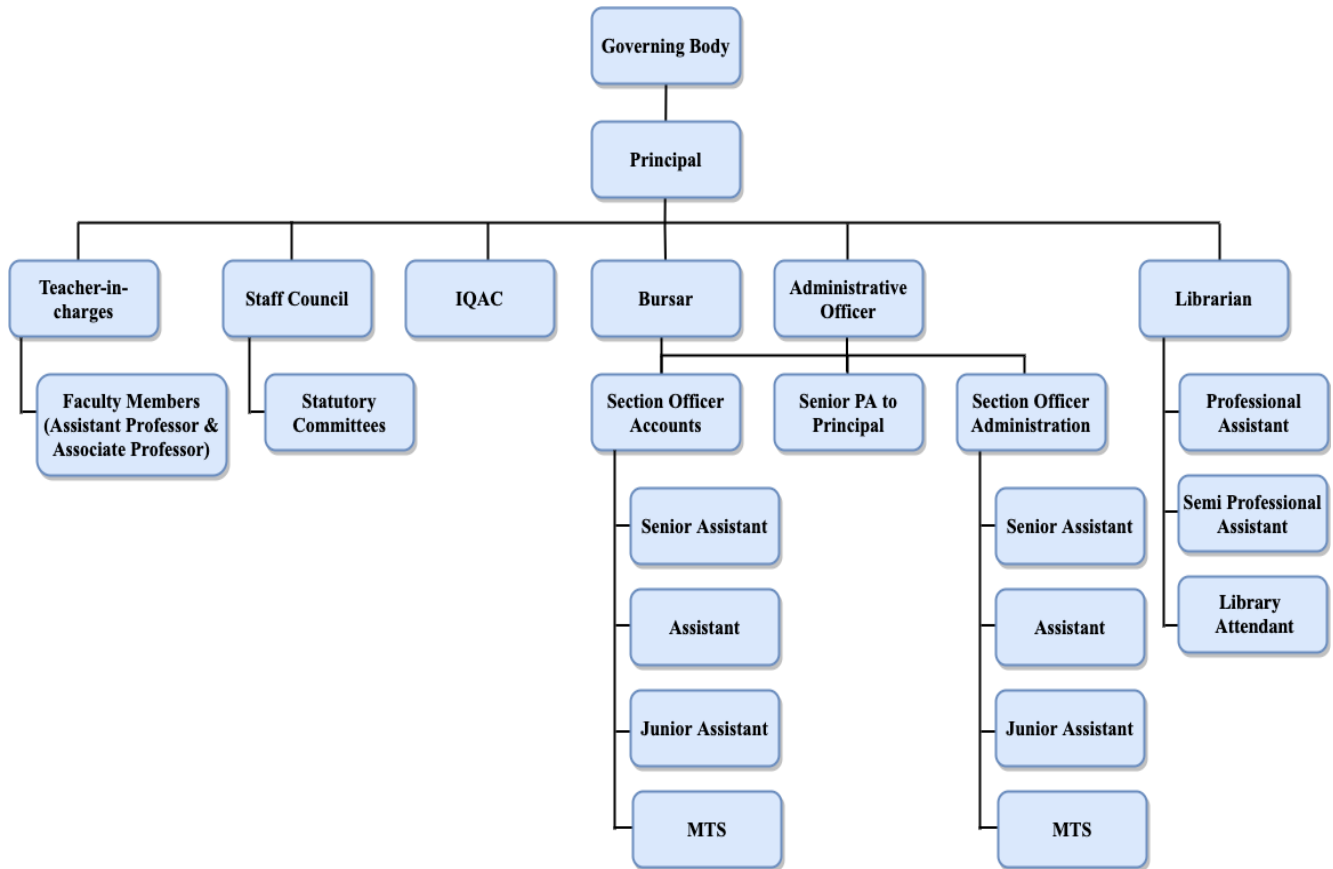 Governing Body
Principal
Teacher-in-
charges
Staff Council
IQAC
Bursar
Administrative
Officer
Librarian
Faculty Members
(Assistant Professor &
Associate Professor)
Statutory
Committees
Section Officer
Accounts
Senior PA to
Principal
Section Officer
Administration
Professional
Assistant
Senior Assistant
Senior Assistant
Semi Professional
Assistant
Assistant
Assistant
Library
Attendant
Junior Assistant
Junior Assistant
MTS
MTS